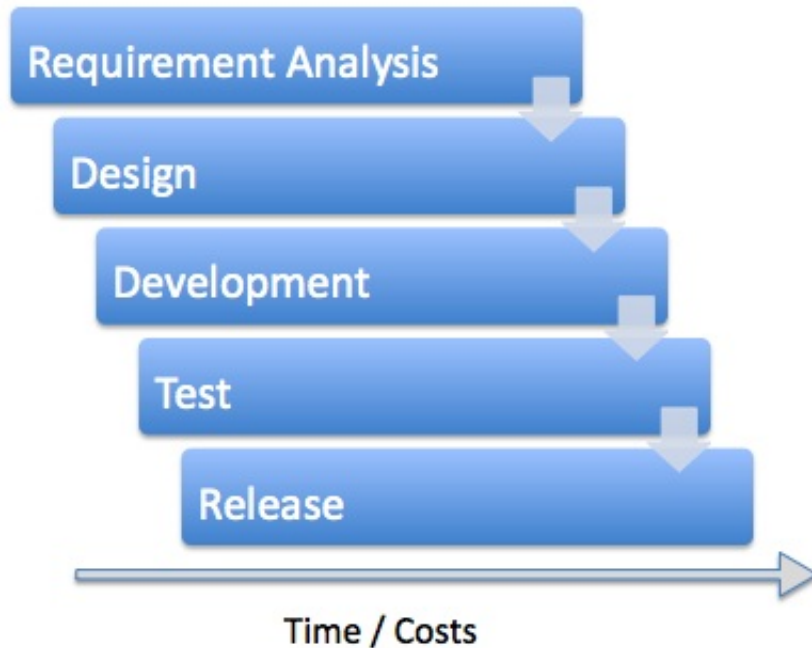 Requirement Analysis
Design
Development
Test
Release
Time / Costs